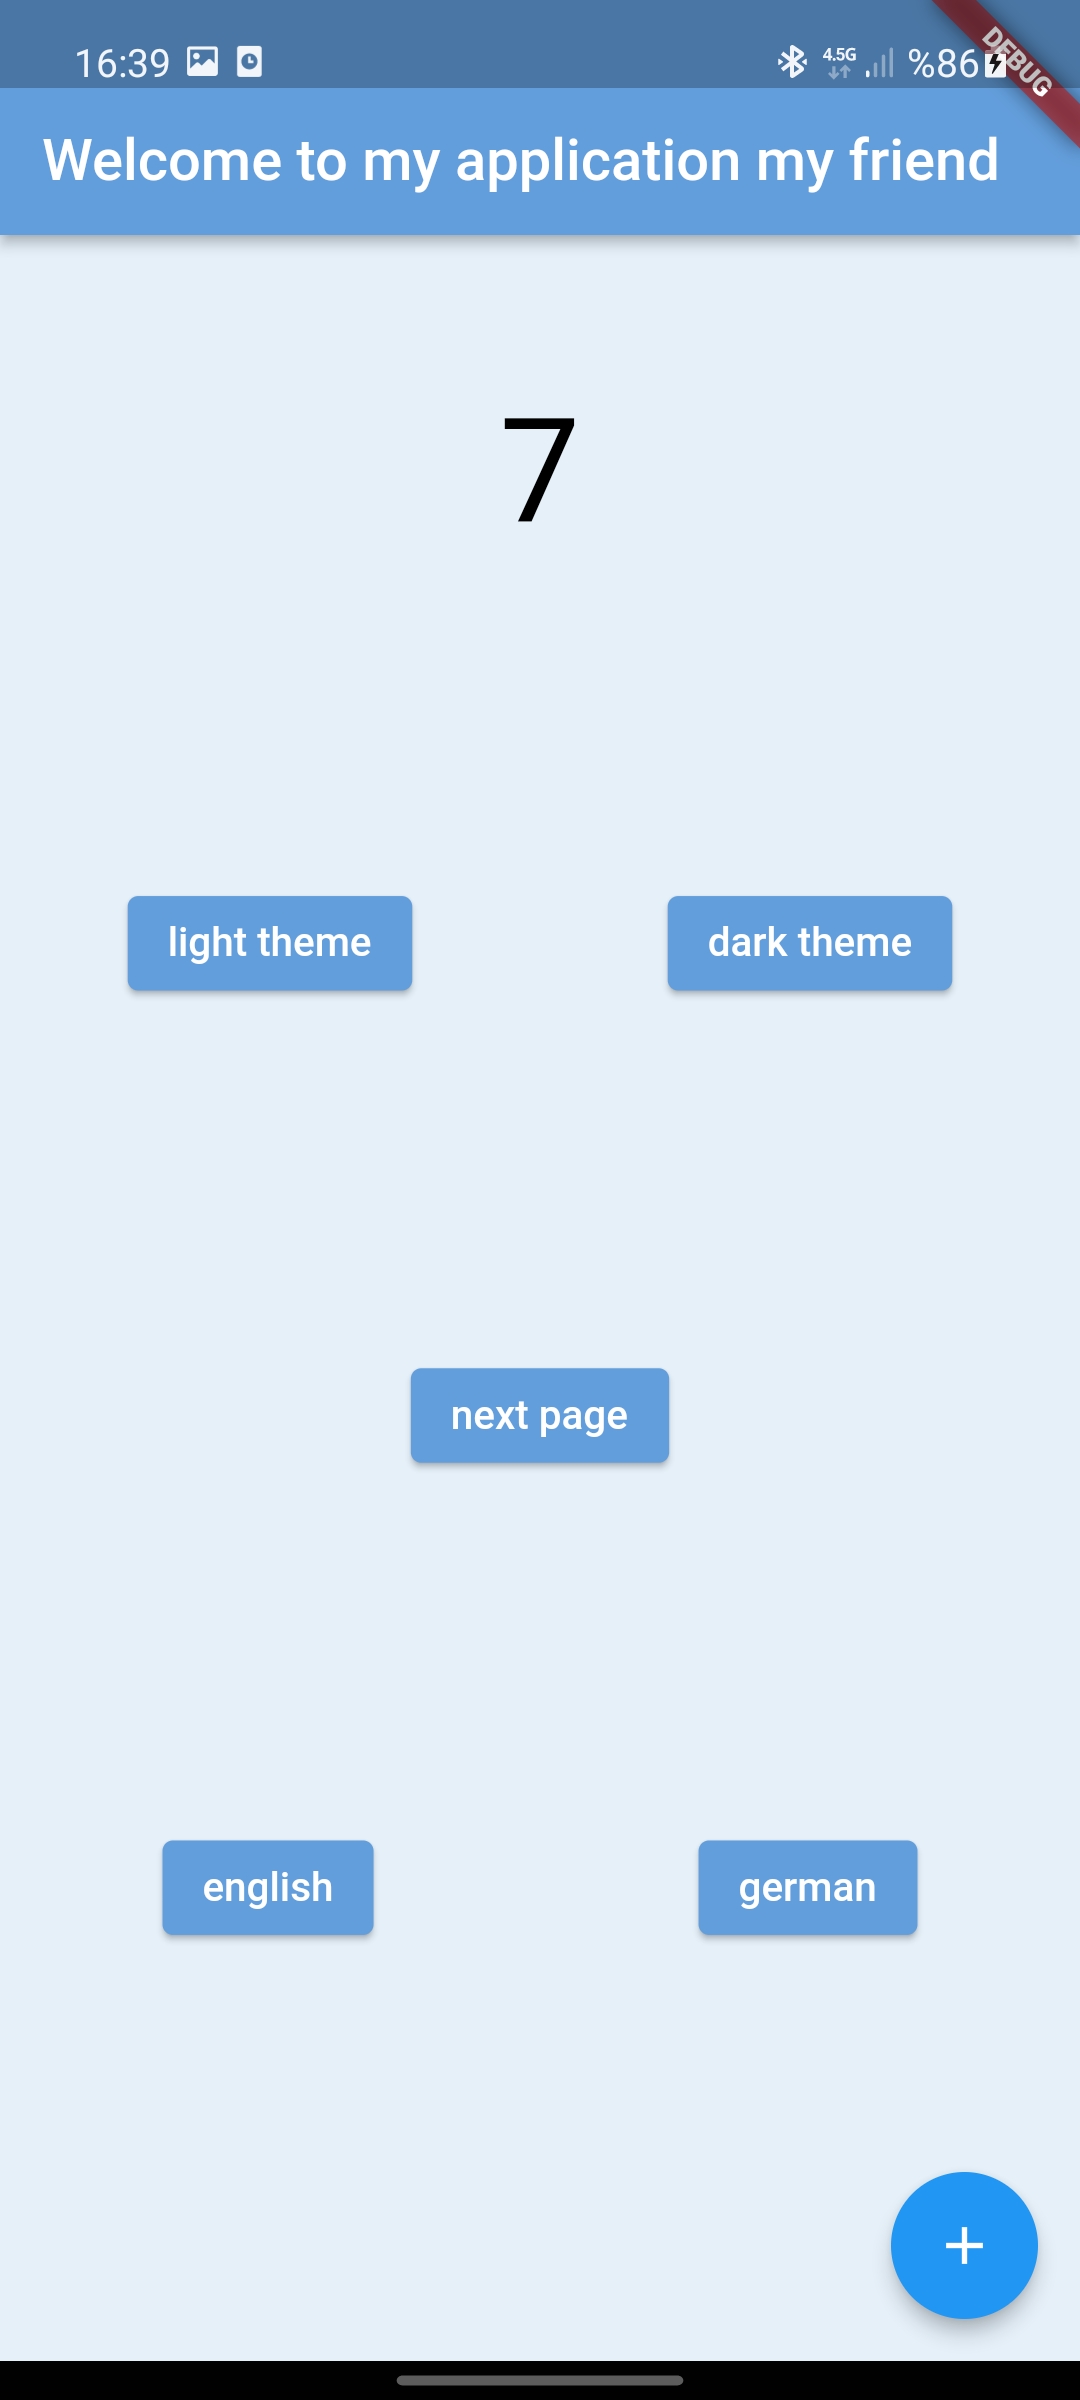 16:39 4.5G %86
DEBUG
Welcome to my application my friend
7
light theme dark theme
next page
english german
+